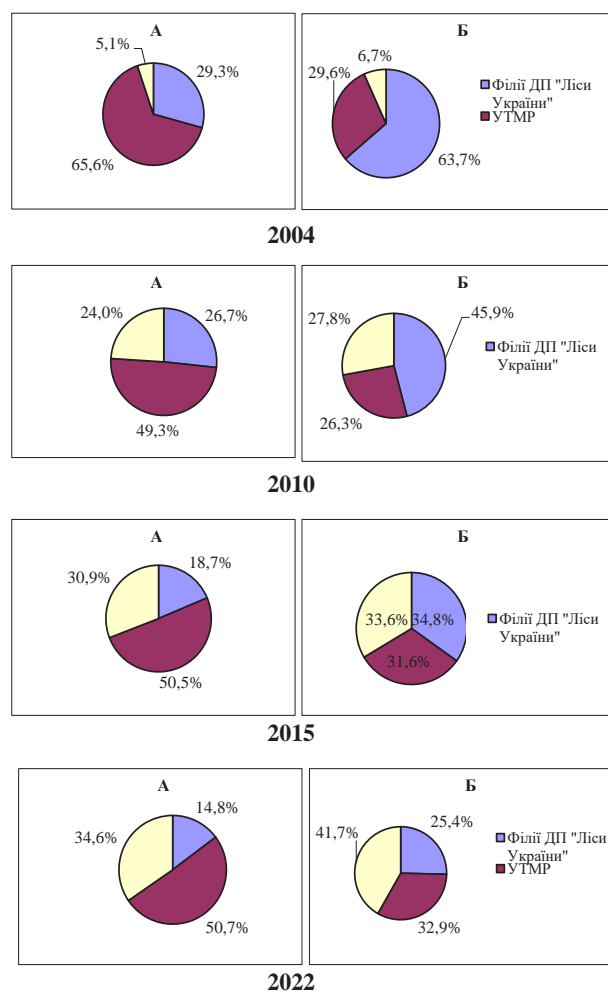 А
5,1%
29,3%
65,6%
Б
6,7%
29,6%
63,7%
Філії ДП "Ліси
України"
УТМР
2004
А
24,0%
26,7%
49,3%
Б
27,8%
45,9%
26,3%
Філії ДП "Ліси
України"
2010
А
30,9%
18,7%
50,5%
Б
33,6%
34,8%
31,6%
Філії ДП "Ліси
України"
2015
А
34,6%
14,8%
50,7%
Б
41,7%
25,4%
32,9%
Філії ДП "Ліси
України"
УТМР
2022